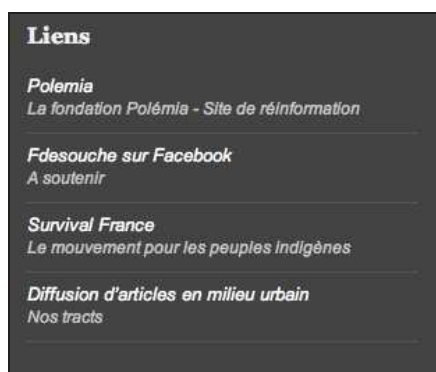 Liens
Polemia
La fondation Polémia - Site de réinformation
Fdesouche sur Facebook
A soutenir
Survival France
Le mouvement pour les peuples indigènes
Diffusion d'articles en milieu urbain
Nos tracts